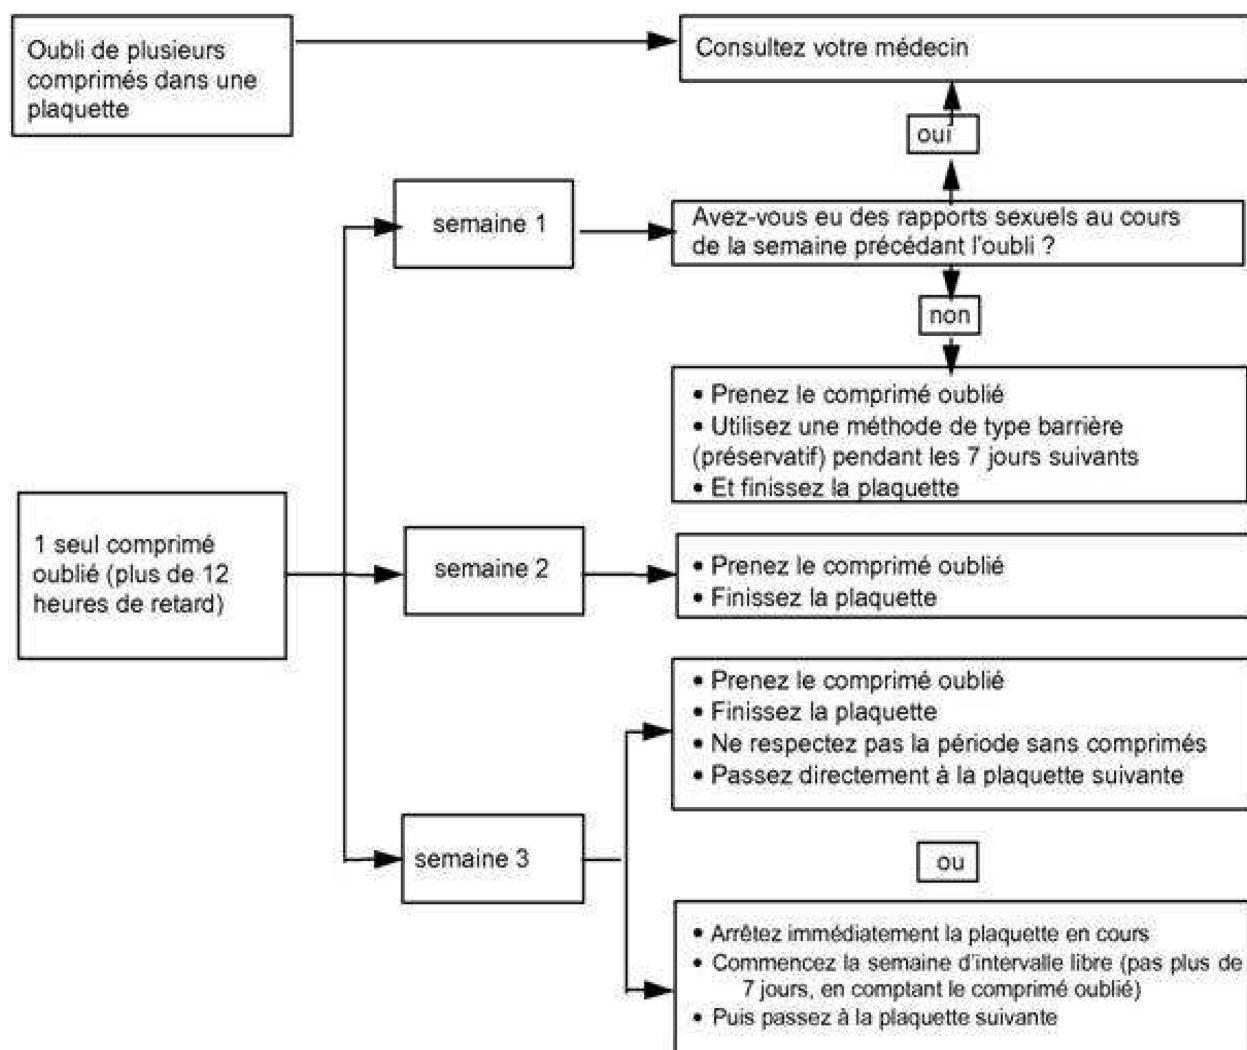 Oubli de plusieurs
comprimés dans une
plaquette
Consultez votre médecin
oui
semaine 1
Avez-vous eu des rapports sexuels au cours
de la semaine précédant l'oubli ?
non
• Prenez le comprimé oublié
• Utilisez une méthode de type barrière
(préservatif) pendant les 7 jours suivants
• Et finissez la plaquette
1 seul comprimé
oublié (plus de 12
heures de retard)
semaine 2
• Prenez le comprimé oublié
• Finissez la plaquette
• Prenez le comprimé oublié
• Finissez la plaquette
• Ne respectez pas la période sans comprimés
• Passez directement à la plaquette suivante
semaine 3
ou
• Arrêtez immédiatement la plaquette en cours
• Commencez la semaine d'intervalle libre (pas plus de
7 jours, en comptant le comprimé oublié)
• Puis passez à la plaquette suivante